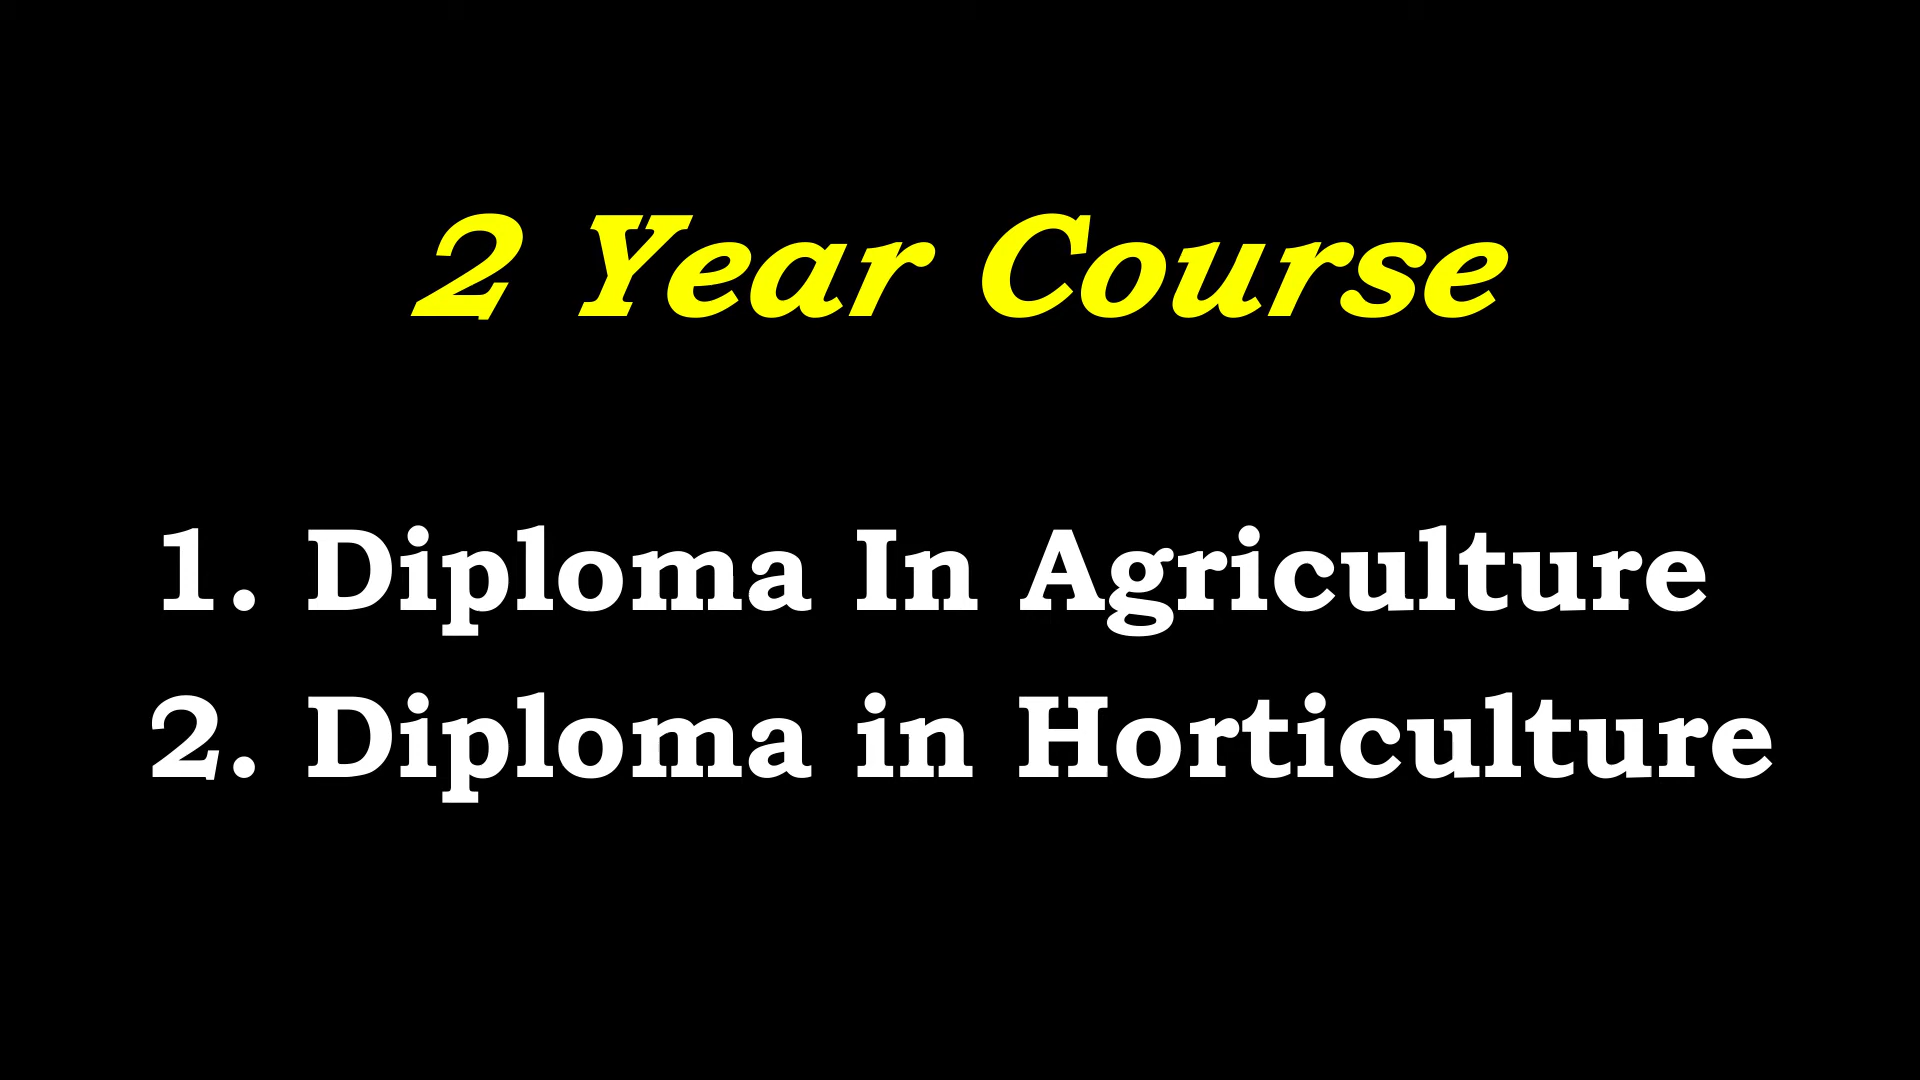 2 Year Course
1. Diploma In Agriculture
2. Diploma in Horticulture